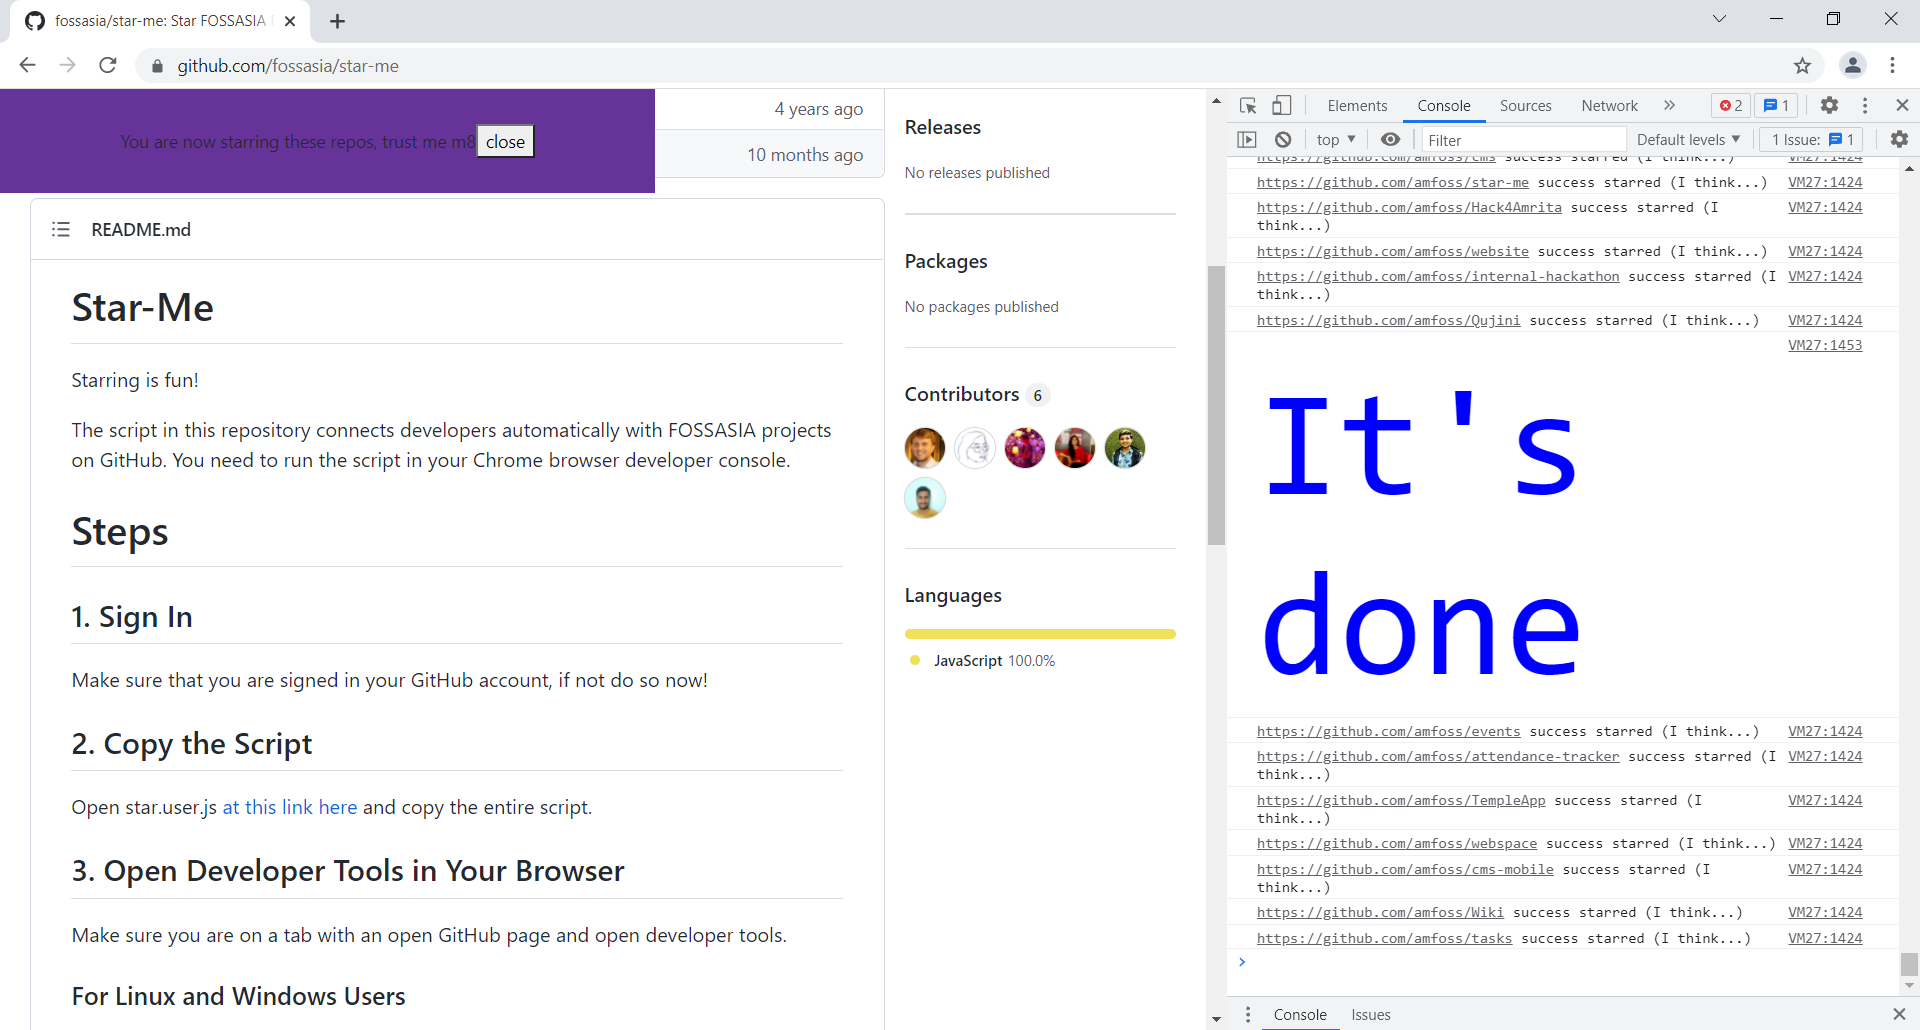 fossasia/star-me: Star FOSSASIA
github.com/fossasia/star-me
You are now starring these repos, trust me m8 close
4 years ago
10 months ago
README.md
Star-Me
Starring is fun!
The script in this repository connects developers automatically with FOSSASIA projects
on GitHub. You need to run the script in your Chrome browser developer console.
Steps
1. Sign In
Make sure that you are signed in your GitHub account, if not do so now!
2. Copy the Script
Open star.user.js at this link here and copy the entire script.
3. Open Developer Tools in Your Browser
Make sure you are on a tab with an open GitHub page and open developer tools.
For Linux and Windows Users
Releases
No releases published
Packages
No packages published
Contributors 6
Languages
JavaScript 100.0%
Elements Console Sources Network » 2 1
top Filter Default levels 1 Issue: 1
https://github.com/amfoss/cms success starred (I think...) VM27:1424
https://github.com/amfoss/star-me success starred (I think...) VM27:1424
https://github.com/amfoss/Hack4Amrita success starred (I VM27:1424
think...)
https://github.com/amfoss/website success starred (I think...) VM27:1424
https://github.com/amfoss/internal-hackathon success starred (I VM27:1424
think...)
https://github.com/amfoss/Qujini success starred (I think...) VM27:1424
VM27:1453
It's
done
https://github.com/amfoss/events success starred (I think...) VM27:1424
https://github.com/amfoss/attendance-tracker success starred (I VM27:1424
think...)
https://github.com/amfoss/TempleApp success starred (I VM27:1424
think...)
https://github.com/amfoss/webspace success starred (I think...) VM27:1424
https://github.com/amfoss/cms-mobile success starred (I VM27:1424
think...)
https://github.com/amfoss/Wiki success starred (I think...) VM27:1424
https://github.com/amfoss/tasks success starred (I think...) VM27:1424
Console Issues